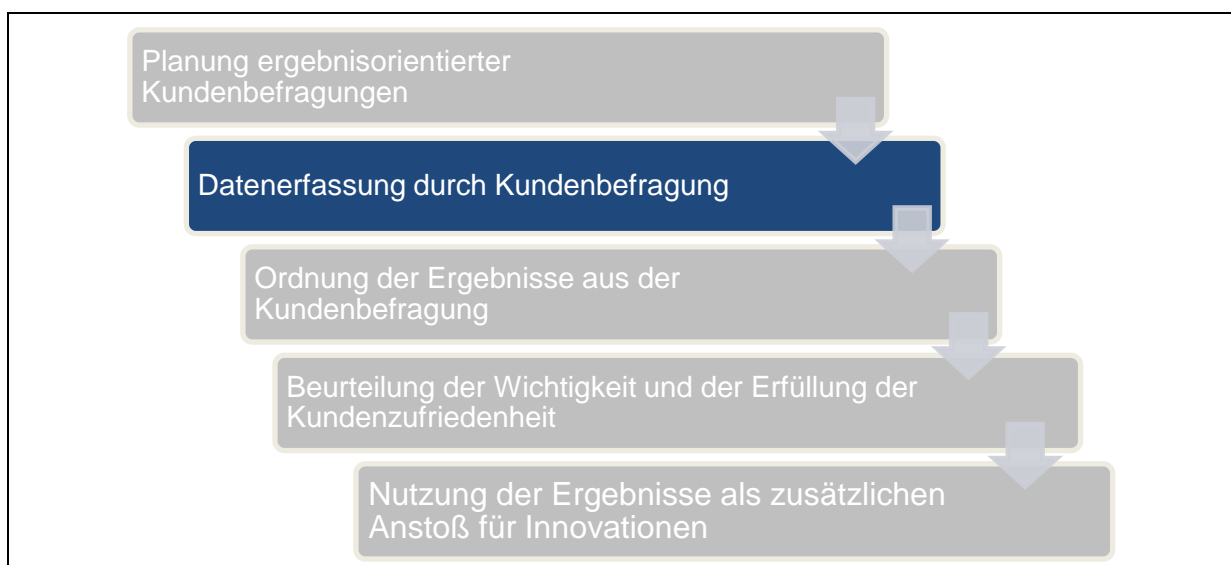 Planung ergebnisorientierter
Kundenbefragungen
Datenerfassung durch Kundenbefragung
Ordnung der Ergebnisse aus der
Kundenbefragung
Beurteilung der Wichtigkeit und der Erfüllung der
Kundenzufriedenheit
Nutzung der Ergebnisse als zusätzlichen
Anstoß für Innovationen